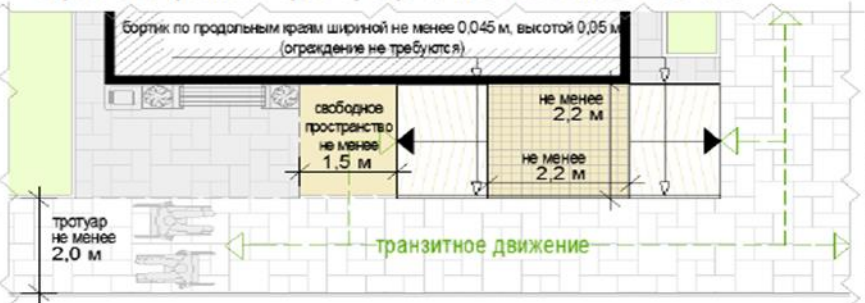 бортик по продольным краям шириной не менее 0,045 м, высотой 0,05 м
(ограждение не требуются)
свободное
пространство
не менее
1,5 м
не менее
2,2 м
не менее
2,2 м
тротуар
не менее
2,0 м
транзитное движение